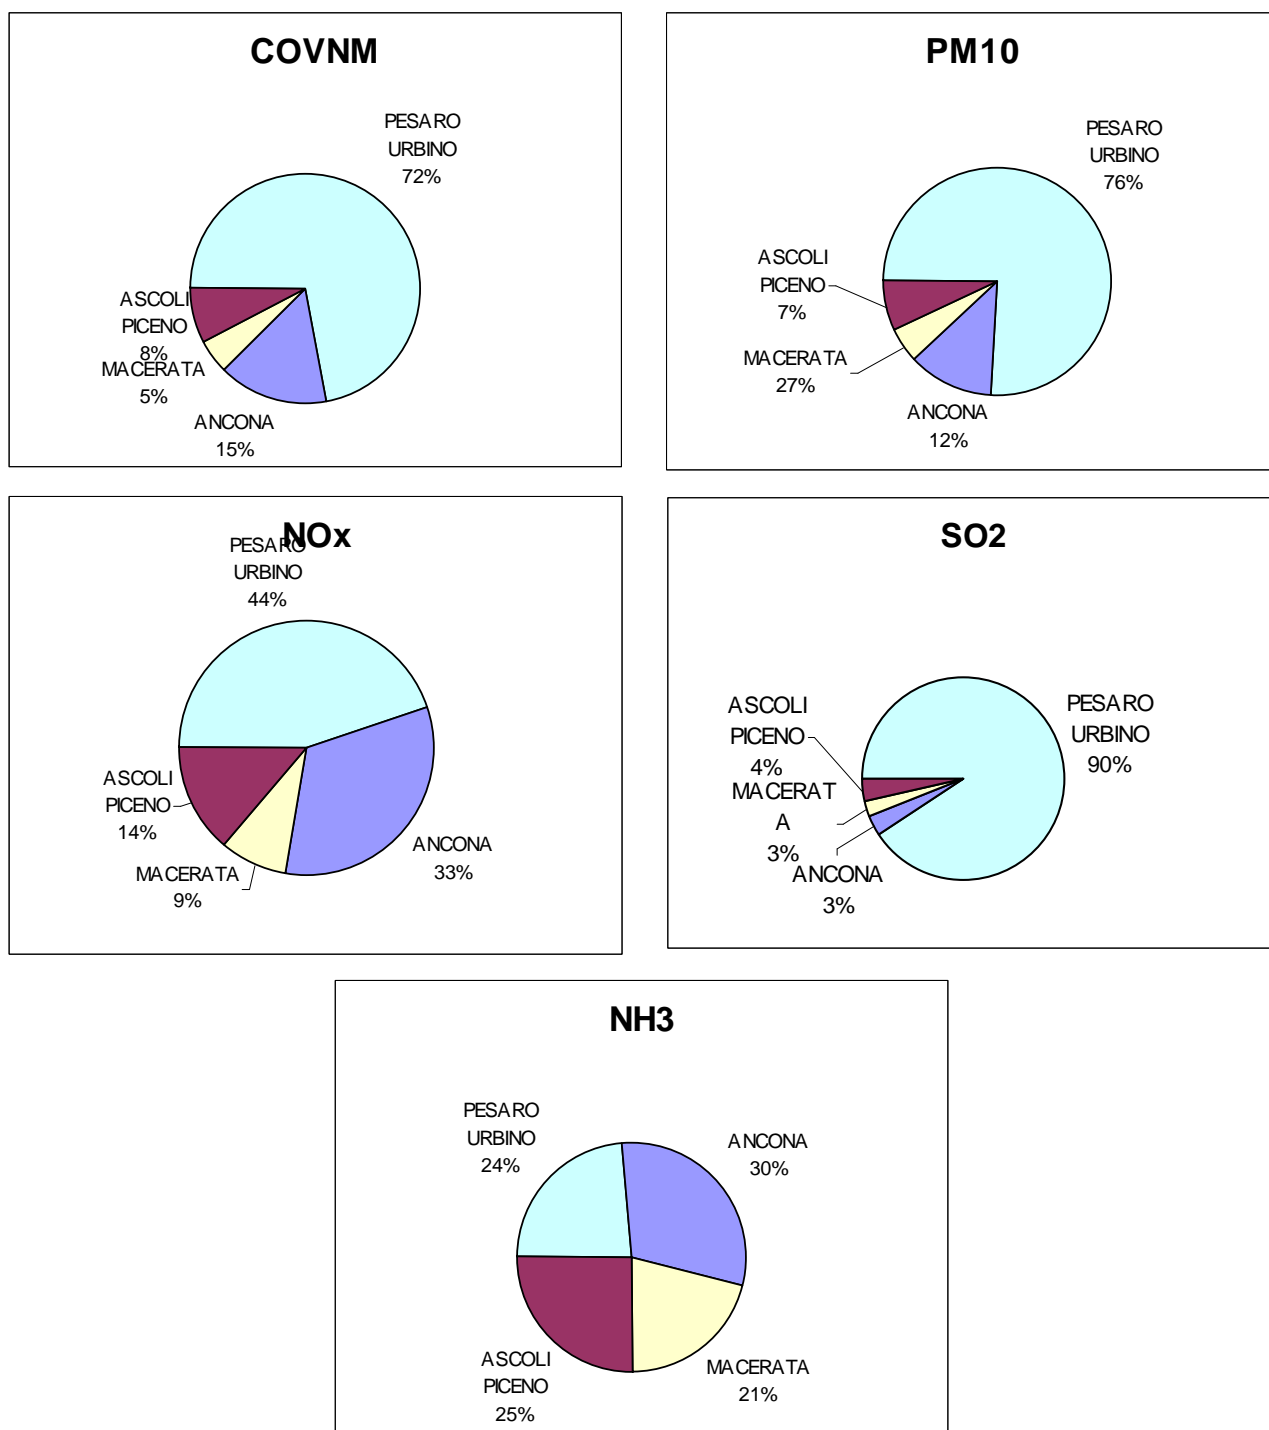 COVNM
PESARO
URBINO
72%
ASCOLI
PICENO
8%
MACERATA
5%
ANCONA
15%
PM10
PESARO
URBINO
76%
ASCOLI
PICENO
7%
MACERATA
27%
ANCONA
12%
NOx
PESARO
URBINO
44%
ASCOLI
PICENO
14%
MACERATA
9%
ANCONA
33%
SO2
ASCOLI
PICENO
4%
MACERAT
A
3%
ANCONA
3%
PESARO
URBINO
90%
NH3
PESARO
URBINO
24%
ANCONA
30%
ASCOLI
PICENO
25%
MACERATA
21%